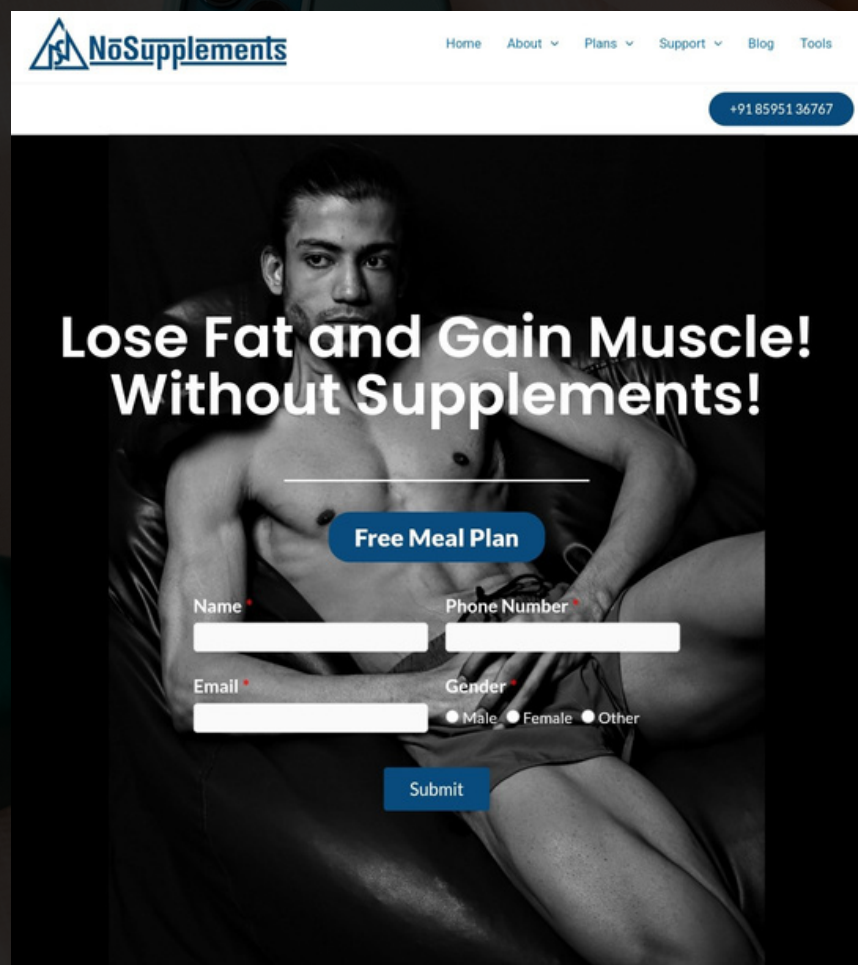 NōSupplements
Home About Plans Support Blog Tools
+91 85951 36767
Lose Fat and Gain Muscle!
Without Supplements!
Free Meal Plan
Name * Phone Number *
Email * Gender *
Male Female Other
Submit